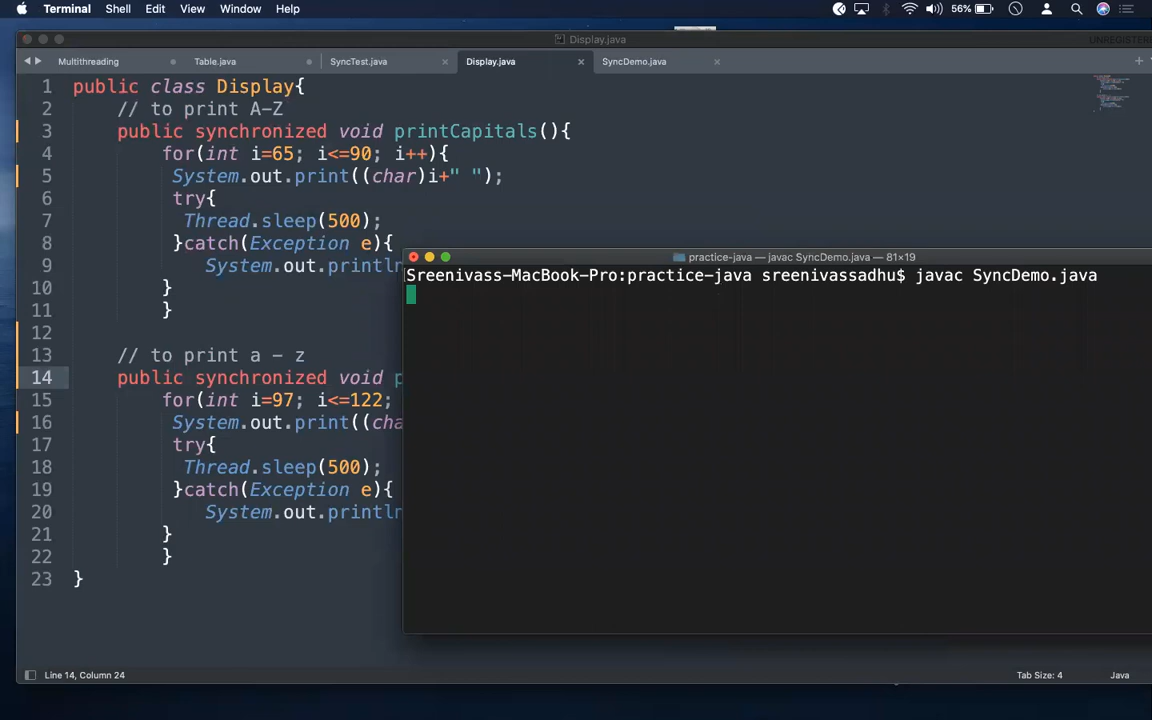 Terminal Shell Edit View Window Help 56%
Display.java
Multithreading Table.java SyncTest.java Display.java SyncDemo.java
1 public class Display{
2 // to print A-Z
3 public synchronized void printCapitals(){
4 for(int i=65; i<=90; i++){
5 System.out.print((char)i+" ");
6 try{
7 Thread.sleep(500);
8 }catch(Exception e){
9 System.out.println
10 }
11 }
12
13 // to print a - z
14 public synchronized void p
15 for(int i=97; i<=122;
16 System.out.print((cha
17 try{
18 Thread.sleep(500);
19 }catch(Exception e){
20 System.out.println
21 }
22 }
23 }
practice-java — javac SyncDemo.java — 81×19
Sreenivass-MacBook-Pro:practice-java sreenivassadhu$ javac SyncDemo.java
Line 14, Column 24 Tab Size: 4 Java